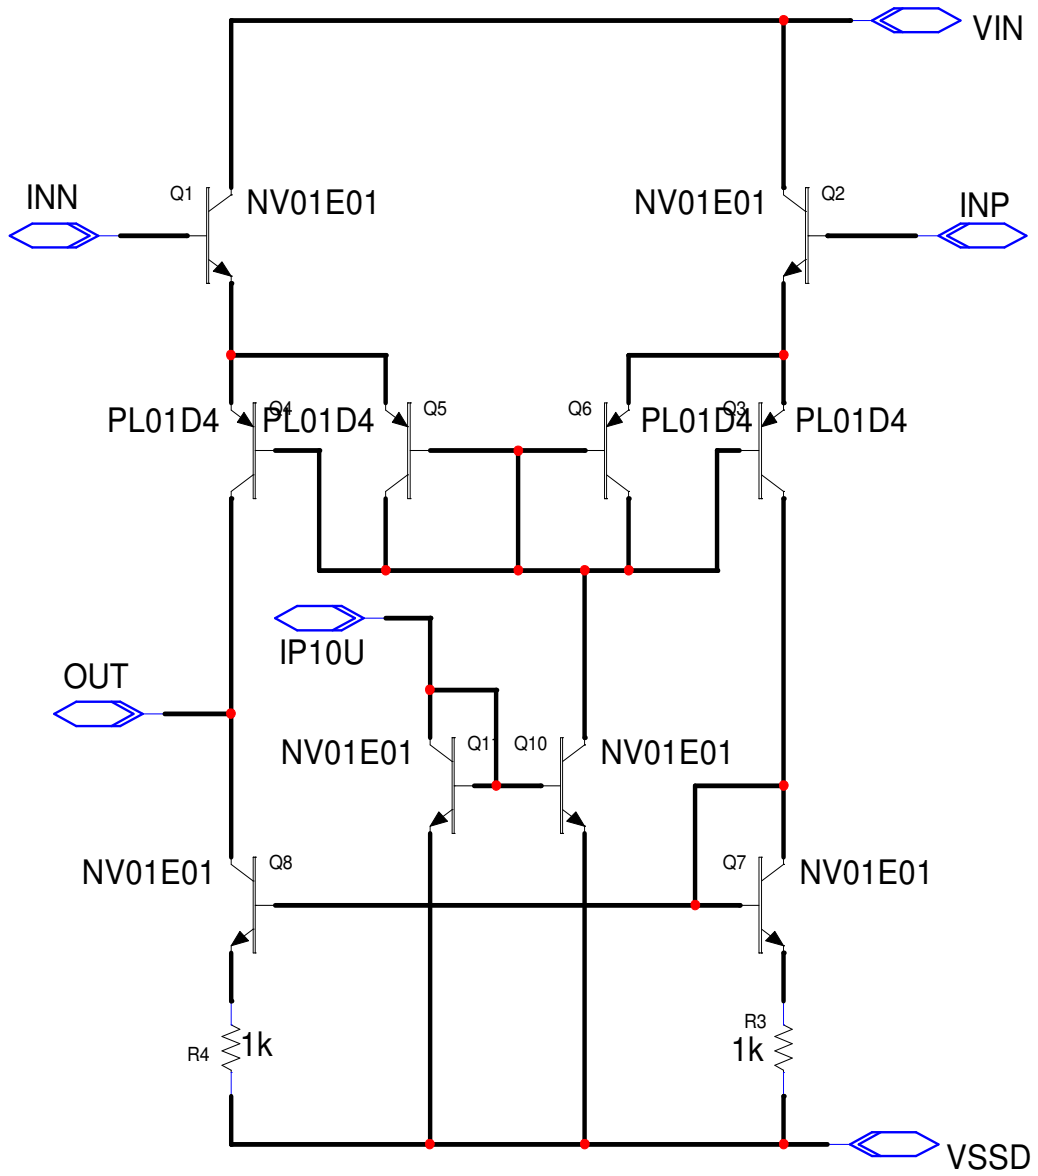 VIN
INN
Q1
NV01E01
NV01E01
Q2
INP
PL01D4
Q4
PL01D4
Q5
Q6
PL01D4
Q3
PL01D4
IP10U
OUT
NV01E01
Q11
Q10
NV01E01
NV01E01
Q8
Q7
NV01E01
R4
1k
R3
1k
VSSD